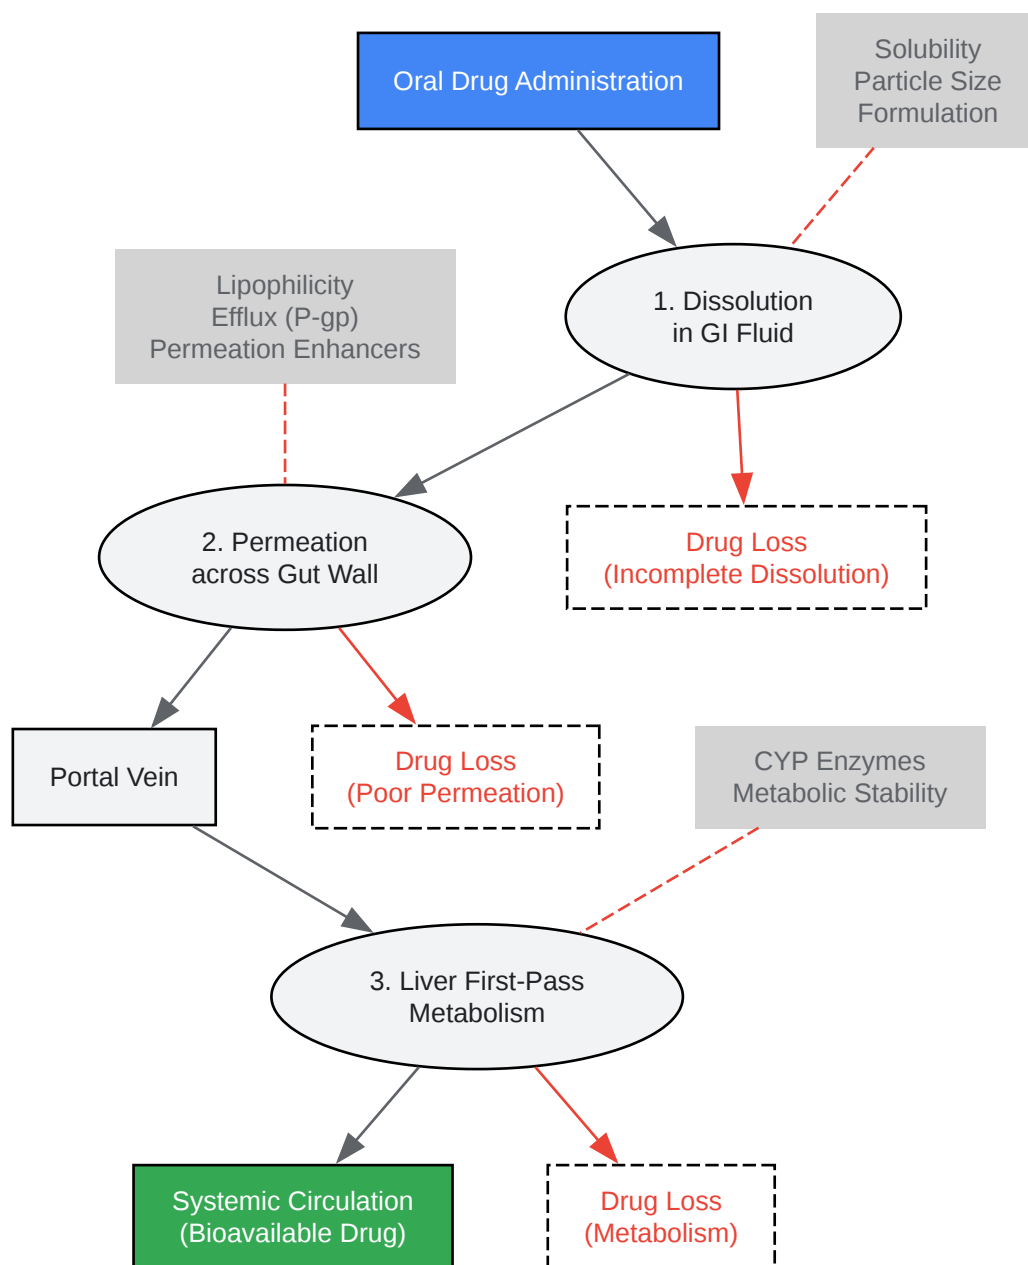 Oral Drug Administration
Solubility
Particle Size
Formulation
Lipophilicity
Efflux (P-gp)
Permeation Enhancers
1. Dissolution
in GI Fluid
2. Permeation
across Gut Wall
Drug Loss
(Incomplete Dissolution)
Portal Vein
Drug Loss
(Poor Permeation)
CYP Enzymes
Metabolic Stability
3. Liver First-Pass
Metabolism
Systemic Circulation
(Bioavailable Drug)
Drug Loss
(Metabolism)